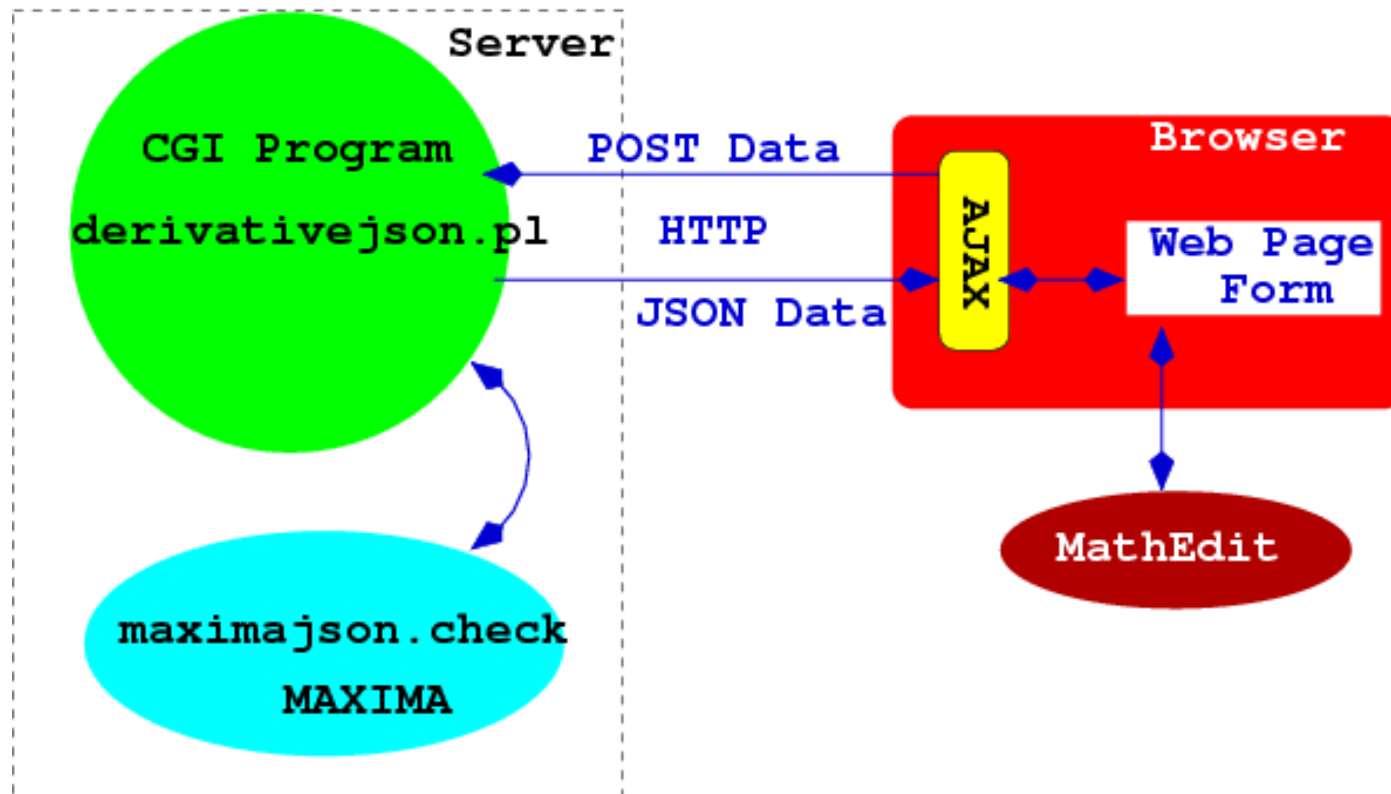 Server
CGI Program
derivativejson.pl
POST Data
HTTP
JSON Data
Browser
AJAX
Web Page
Form
MathEdit
maximajson.check
MAXIMA